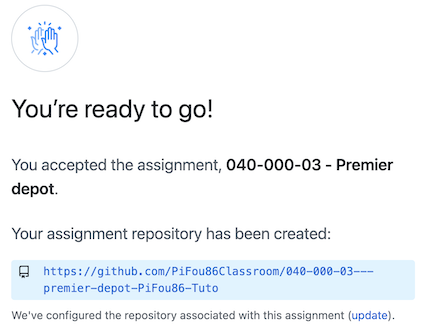 You’re ready to go!
You accepted the assignment, 040-000-03 - Premier
depot.
Your assignment repository has been created:
https://github.com/PiFou86Classroom/040-000-03---
premier-depot-PiFou86-Tuto
We've configured the repository associated with this assignment (update).